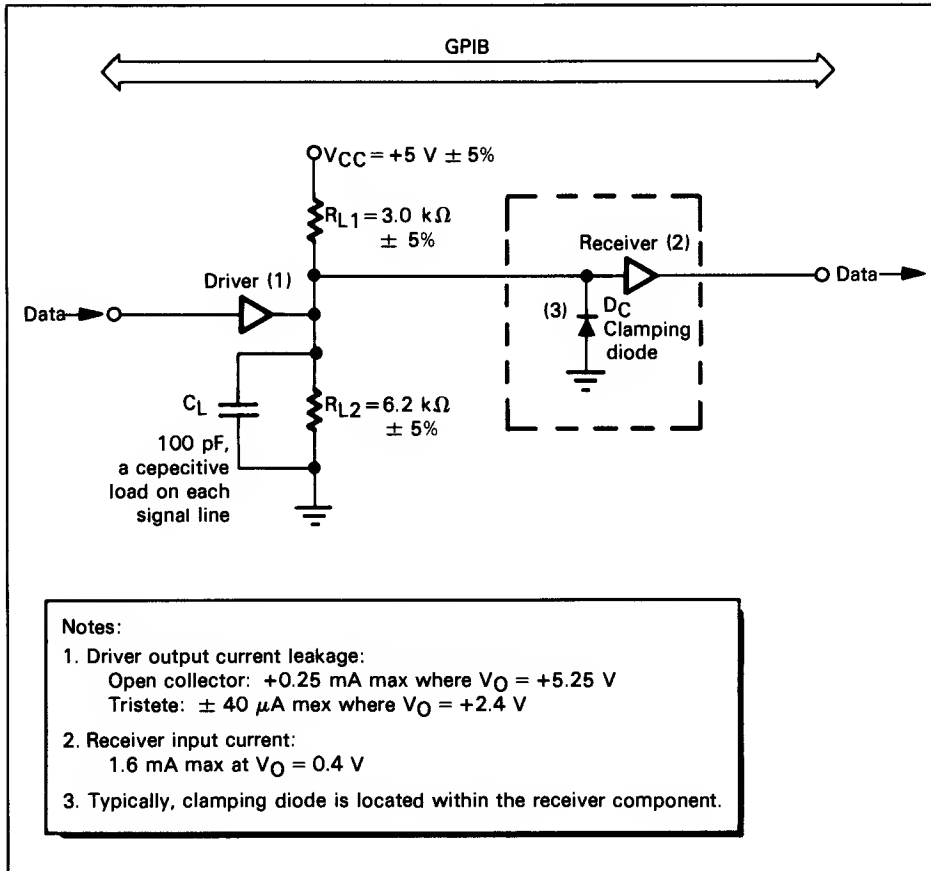 GPIB
VCC = +5 V ± 5%
RL1 = 3.0 kΩ
± 5%
Receiver (2)
Driver (1)
Data
Data
(3)
DC
Clamping
diode
CL
RL2 = 6.2 kΩ
± 5%
100 pF,
a cepecitive
load on each
signal line
Notes:
1. Driver output current leakage:
Open collector: +0.25 mA max where VO = +5.25 V
Tristete: ± 40 μA mex where VO = +2.4 V
2. Receiver input current:
1.6 mA max at VO = 0.4 V
3. Typically, clamping diode is located within the receiver component.